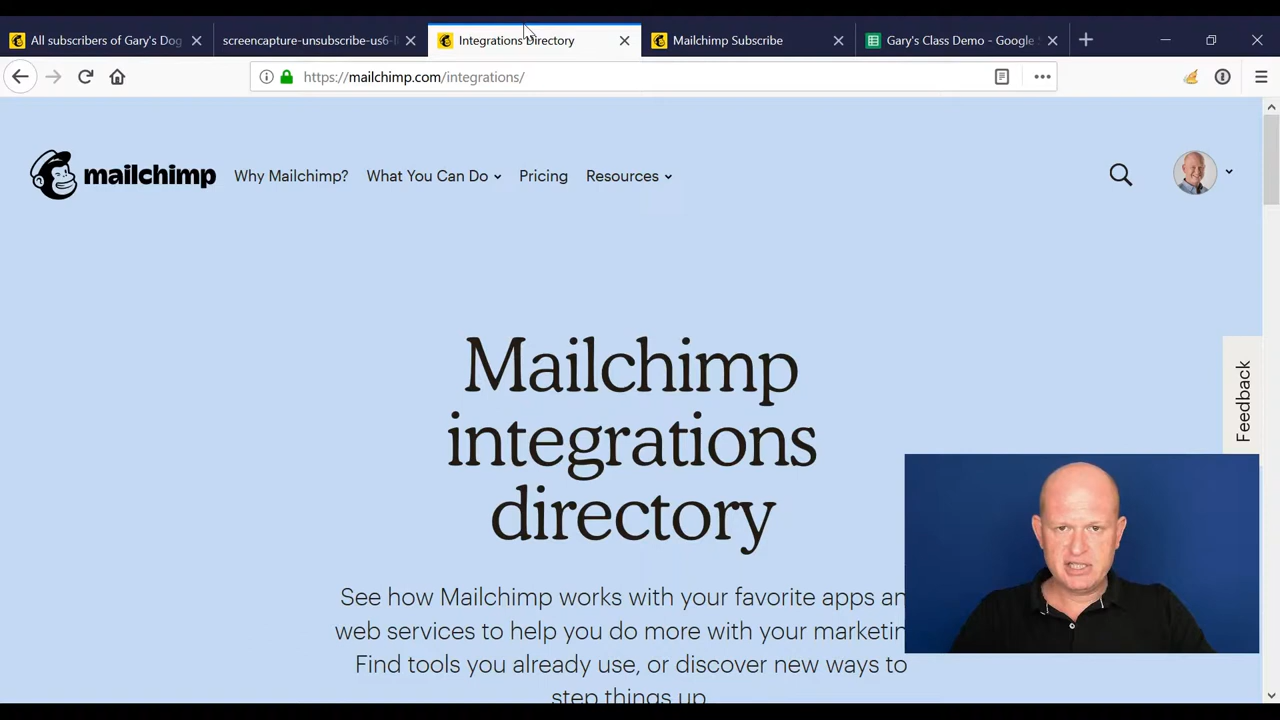 All subscribers of Gary's Dog
screencapture-unsubscribe-us6-l
Integrations Directory
Mailchimp Subscribe
Gary's Class Demo - Google
https://mailchimp.com/integrations/
mailchimp
Why Mailchimp?
What You Can Do
Pricing
Resources
Mailchimp
integrations
directory
Feedback
See how Mailchimp works with your favorite apps an
web services to help you do more with your marketin
Find tools you already use, or discover new ways to
step things up.